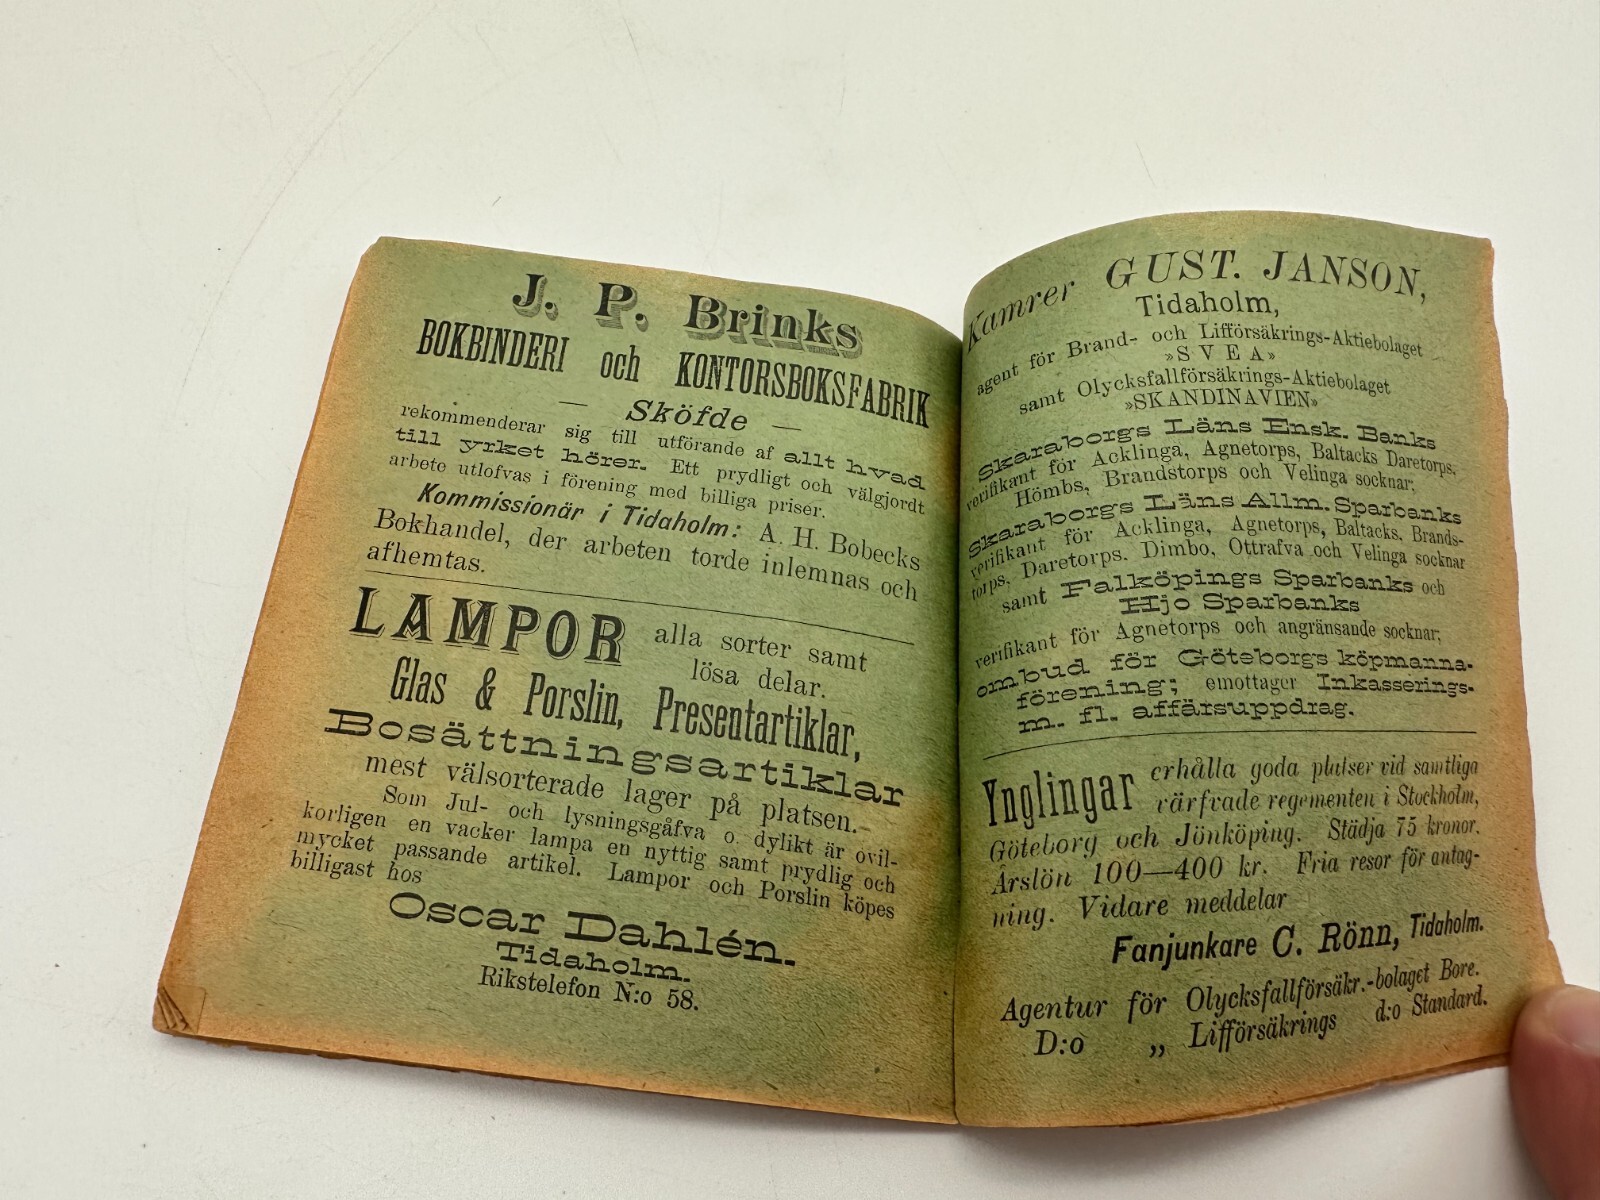 J. P. Brinks
BOKBINDERI och KONTORSBOKSFABRIK
— Sköfde —
rekommenderar sig till utförande af allt hvad
till yrket hörer. Ett prydligt och välgjordt
arbete utlofvas i förening med billiga priser.
Kommissionär i Tidaholm: A. H. Bobecks
Bokhandel, der arbeten torde inlemnas och
afhemtas.
LAMPOR alla sorter samt
lösa delar.
Glas & Porslin, Presentartiklar,
Bosättningsartiklar
mest välsorterade lager på platsen.
Som Jul- och lysningsgåfva o. dylikt är ovil-
korligen en vacker lampa en nyttig samt prydlig och
mycket passande artikel. Lampor och Porslin köpes
billigast hos
Oscar Dahlén.
Tidaholm.
Rikstelefon N:o 58.
Kamrer GUST. JANSON,
Tidaholm,
agent för Brand- och Lifförsäkrings-Aktiebolaget
»SVEA»
samt Olycksfallförsäkrings-Aktiebolaget
»SKANDINAVIEN»
Skaraborgs Läns Ensk. Banks
verifikant för Acklinga, Agnetorps, Baltacks Daretorps,
Hömbs, Brandstorps och Velinga socknar;
Skaraborgs Läns Allm. Sparbanks
verifikant för Acklinga, Agnetorps, Baltacks, Brands-
torps, Daretorps. Dimbo, Ottrafva och Velinga socknar
samt Falköpings Sparbanks och
Hjo Sparbanks
verifikant för Agnetorps och angränsande socknar;
ombud för Göteborgs köpmanna-
förening; emottager Inkasserings-
m. fl. affärsuppdrag.
Ynglingar erhålla goda platser vid samtliga
värfvade regementen i Stockholm,
Göteborg och Jönköping. Städja 75 kronor.
Årslön 100—400 kr. Fria resor för antag-
ning. Vidare meddelar
Fanjunkare C. Rönn, Tidaholm.
Agentur för Olycksfallförsäkr.-bolaget Bore.
D:o „ Lifförsäkrings d:o Standard.